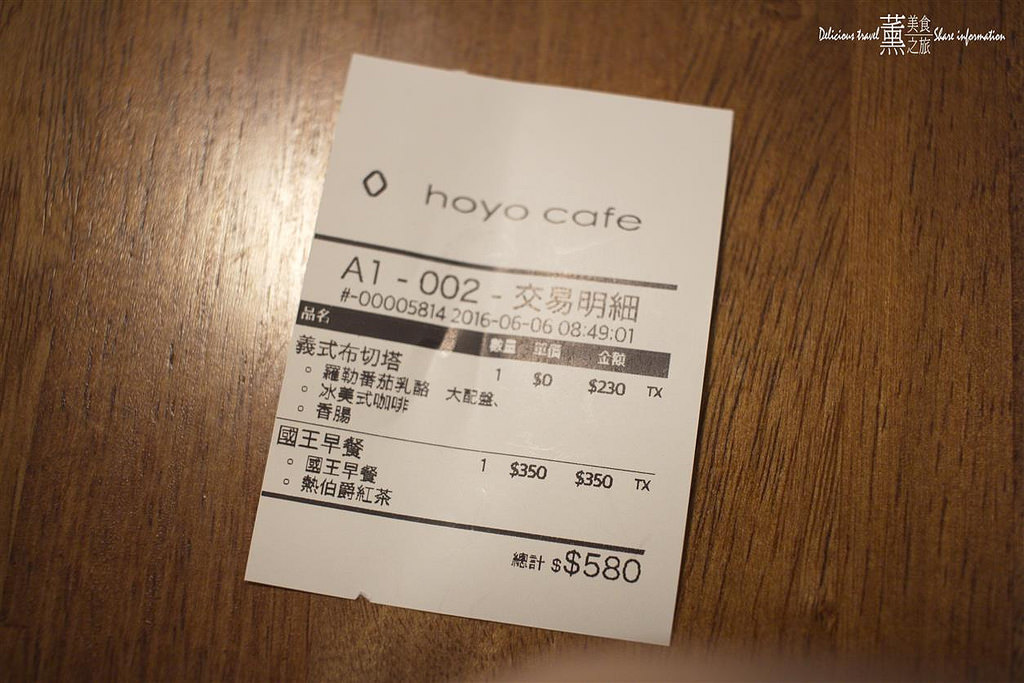 Delicious travel 薰 美食之旅 Share information
hoyo cafe
A1 - 002 - 交易明細
#-00005814 2016-06-06 08:49:01
品名 數量 單價 金額
義式布切塔 1 $0 $230 TX
。羅勒番茄乳酪 大配盤、
。冰美式咖啡
。香腸
國王早餐 1 $350 $350 TX
。國王早餐
。熱伯爵紅茶
總計 $$580